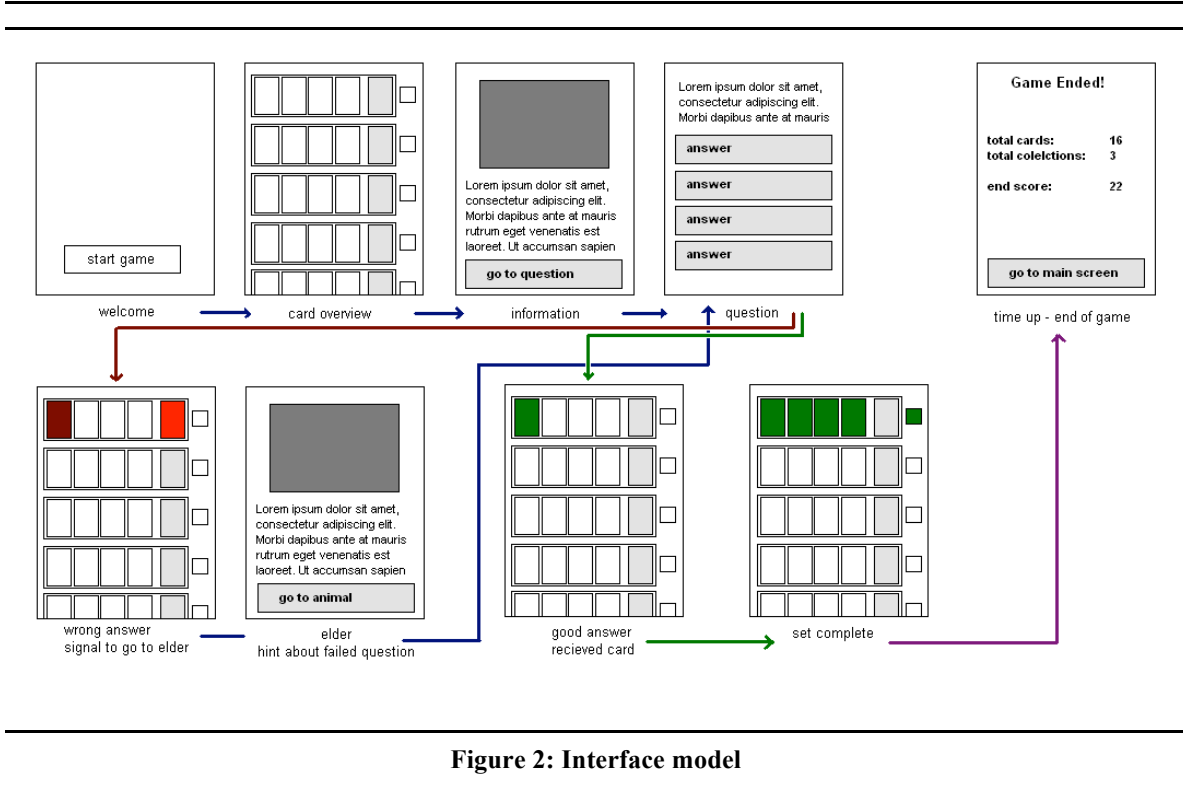 start game
welcome
card overview
Lorem ipsum dolor sit amet,
consectetur adipiscing elit.
Morbi dapibus ante at mauris
rutrum eget venenatis est
laoreet. Ut accumsan sapien
go to question
information
Lorem ipsum dolor sit amet,
consectetur adipiscing elit.
Morbi dapibus ante at mauris
answer
answer
answer
answer
question
Game Ended!
total cards: 16
total colelctions: 3
end score: 22
go to main screen
time up - end of game
wrong answer
signal to go to elder
Lorem ipsum dolor sit amet,
consectetur adipiscing elit.
Morbi dapibus ante at mauris
rutrum eget venenatis est
laoreet. Ut accumsan sapien
go to animal
elder
hint about failed question
good answer
recieved card
set complete
Figure 2: Interface model